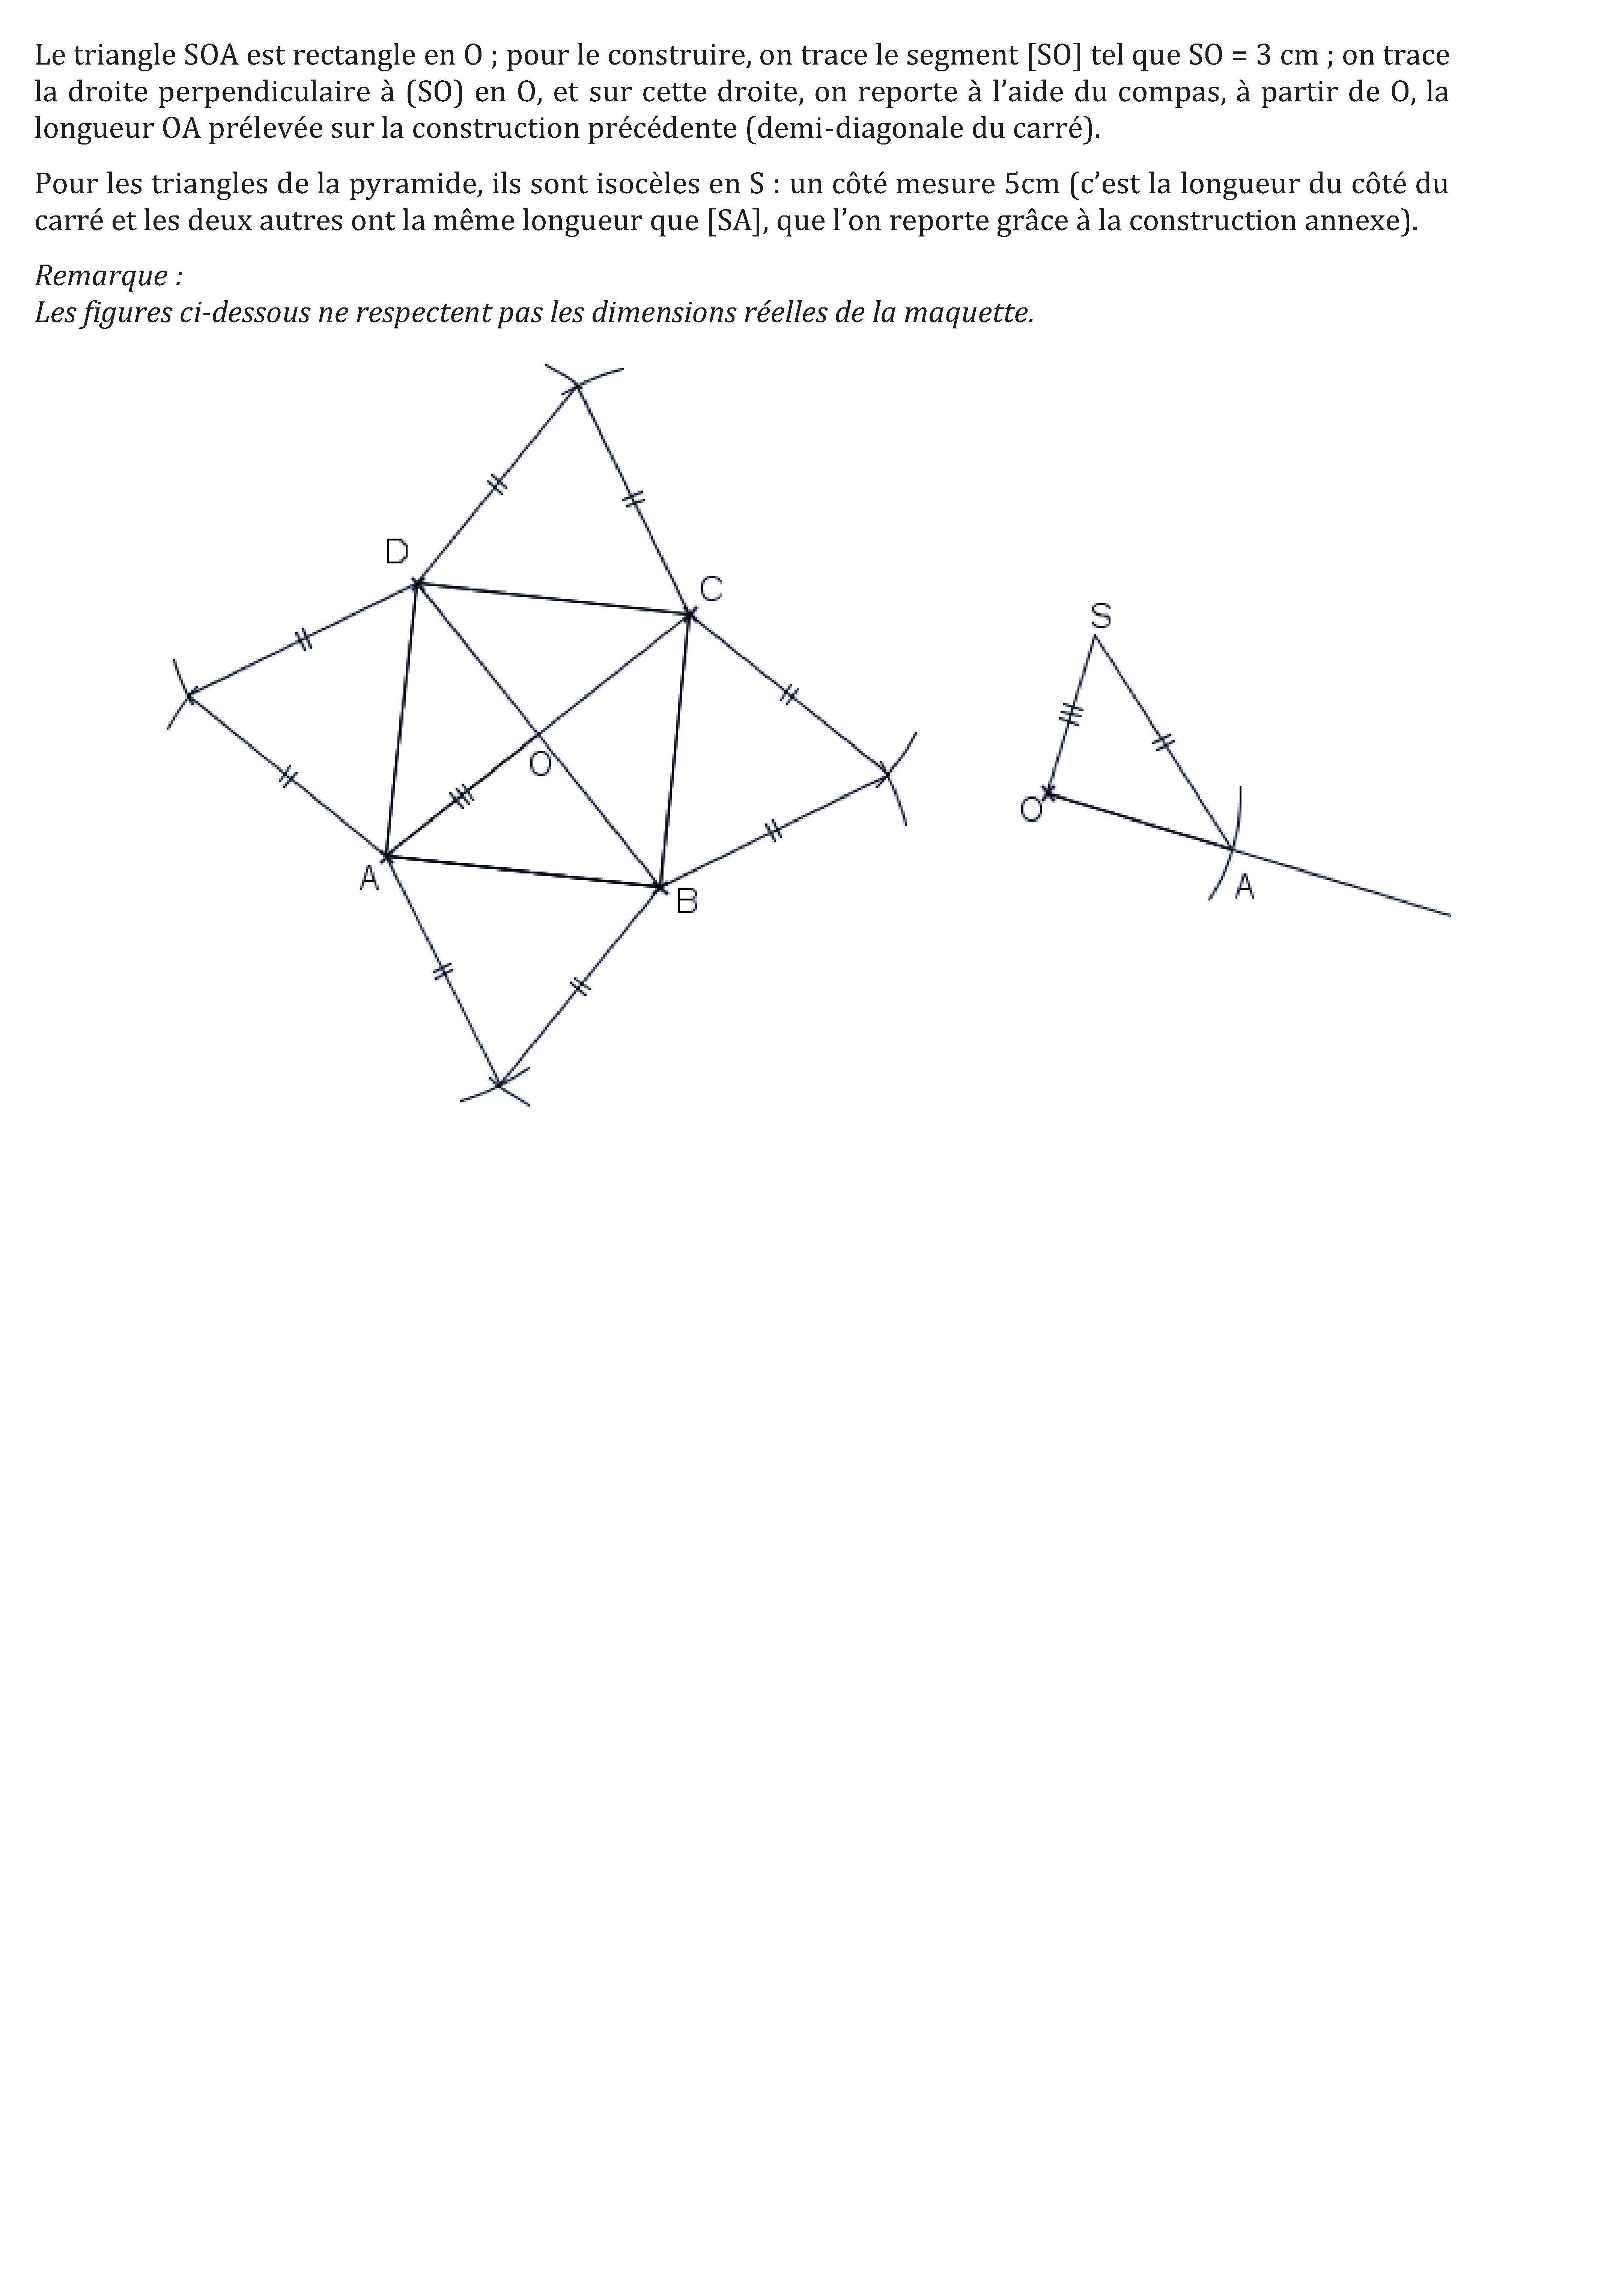 Le triangle SOA est rectangle en O ; pour le construire, on trace le segment [SO] tel que SO = 3 cm ; on trace
la droite perpendiculaire à (SO) en O, et sur cette droite, on reporte à l’aide du compas, à partir de O, la
longueur OA prélevée sur la construction précédente (demi-diagonale du carré).
Pour les triangles de la pyramide, ils sont isocèles en S : un côté mesure 5cm (c’est la longueur du côté du
carré et les deux autres ont la même longueur que [SA], que l’on reporte grâce à la construction annexe).
Remarque :
Les figures ci-dessous ne respectent pas les dimensions réelles de la maquette.
D
C
O
A
B
S
O
A